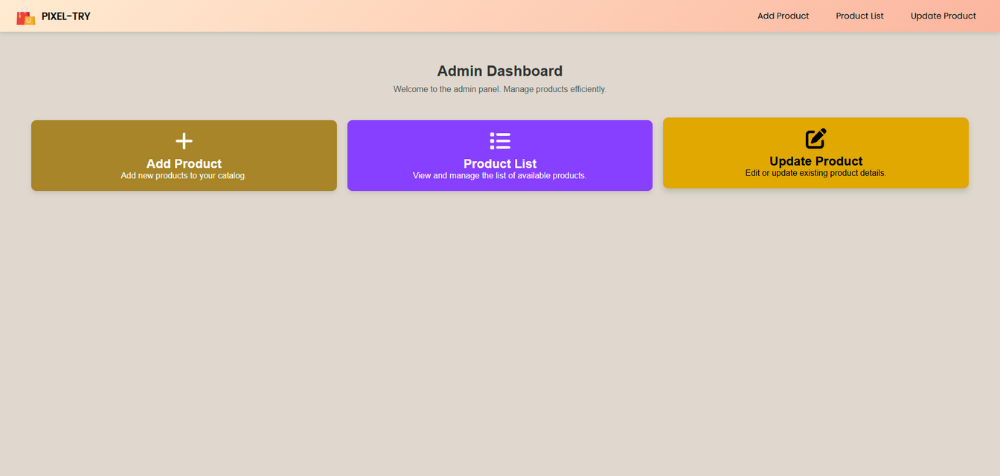 PIXEL-TRY
Add Product
Product List
Update Product
Admin Dashboard
Welcome to the admin panel. Manage products efficiently.
Add Product
Add new products to your catalog.
Product List
View and manage the list of available products.
Update Product
Edit or update existing product details.